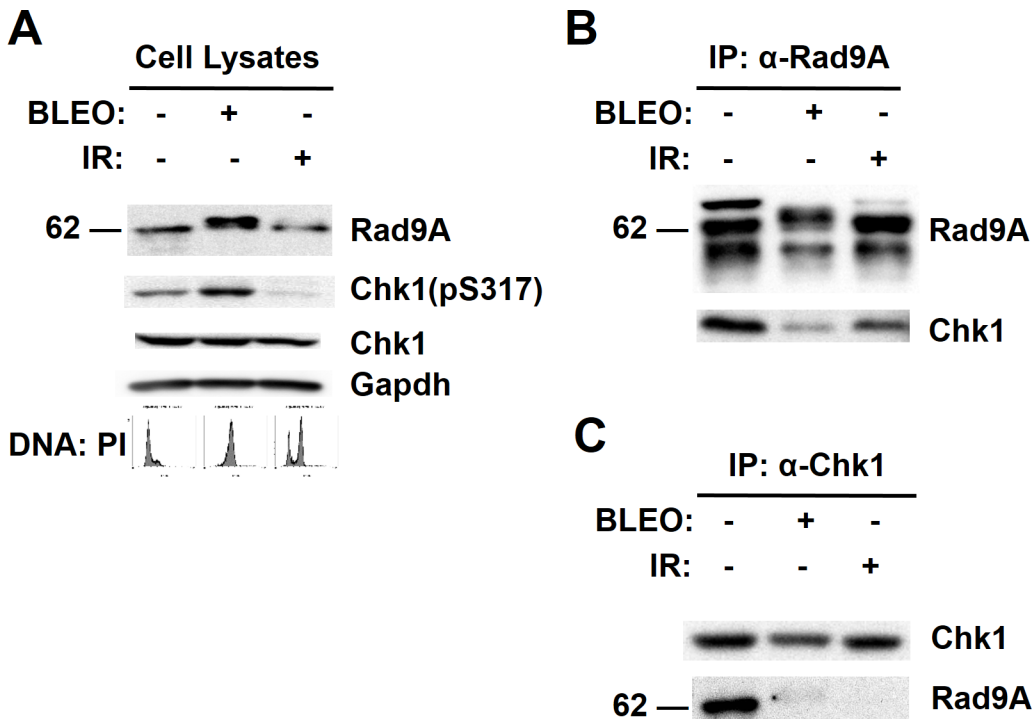 A
Cell Lysates
BLEO: - + -
IR: - - +
62 — Rad9A
Chk1(pS317)
Chk1
Gapdh
DNA: PI
B
IP: α-Rad9A
BLEO: - + -
IR: - - +
62 — Rad9A
Chk1
C
IP: α-Chk1
BLEO: - + -
IR: - - +
Chk1
62 — Rad9A